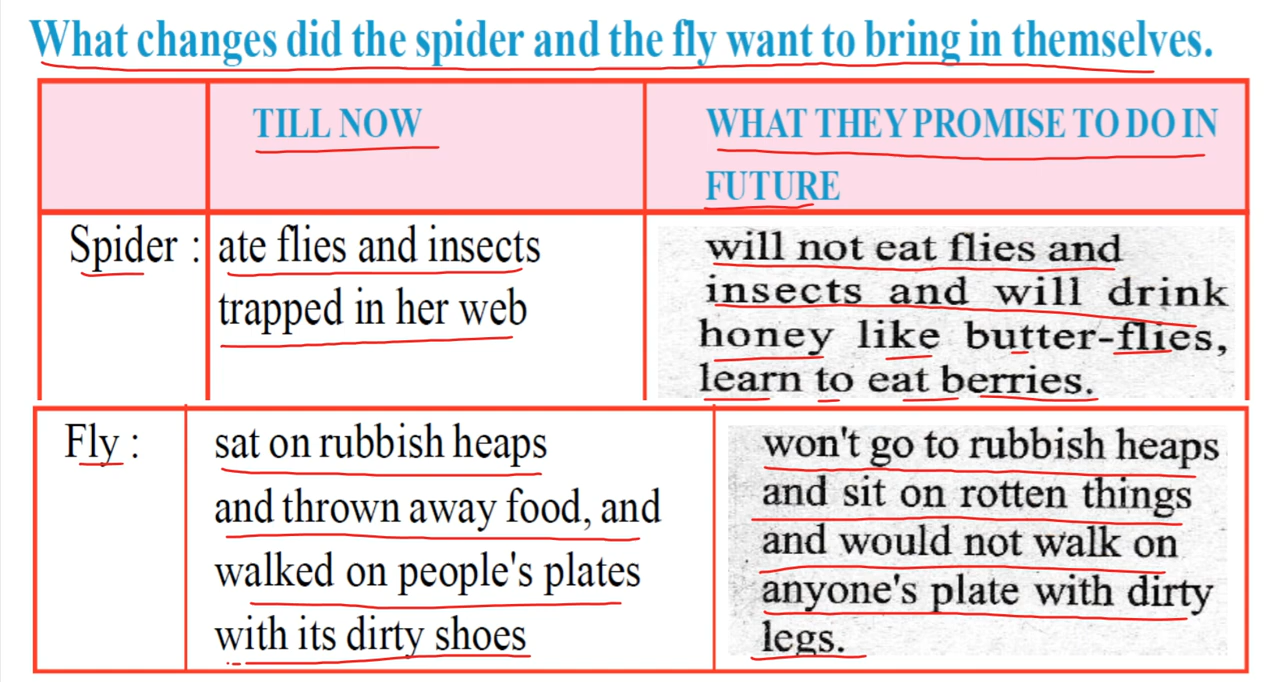 What changes did the spider and the fly want to bring in themselves.
TILL NOW
WHAT THEY PROMISE TO DO IN
FUTURE
Spider :
ate flies and insects
trapped in her web
will not eat flies and
insects and will drink
honey like butter-flies,
learn to eat berries.
Fly :
sat on rubbish heaps
and thrown away food, and
walked on people's plates
with its dirty shoes
won't go to rubbish heaps
and sit on rotten things
and would not walk on
anyone's plate with dirty
legs.